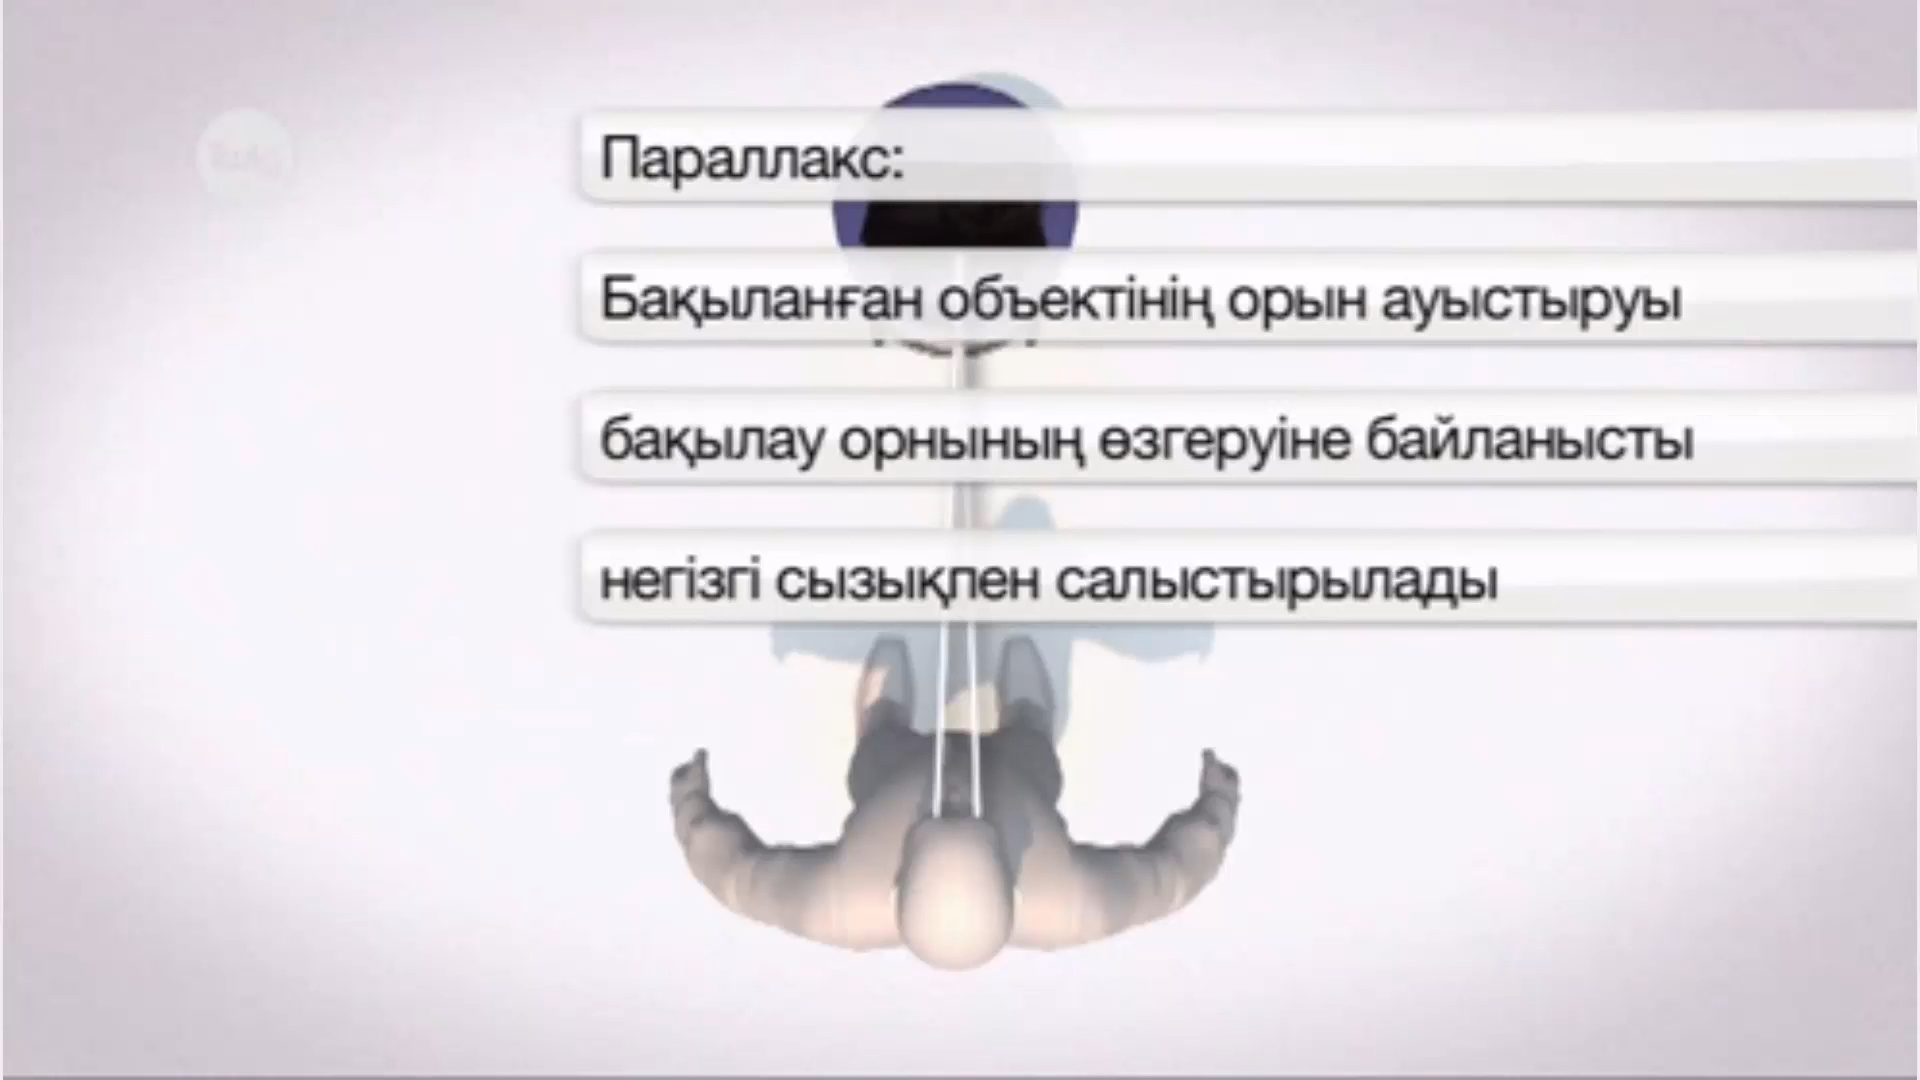 Параллакс:
Бақыланған объектінің орын ауыстыруы
бақылау орнының өзгеруіне байланысты
негізгі сызықпен салыстырылады